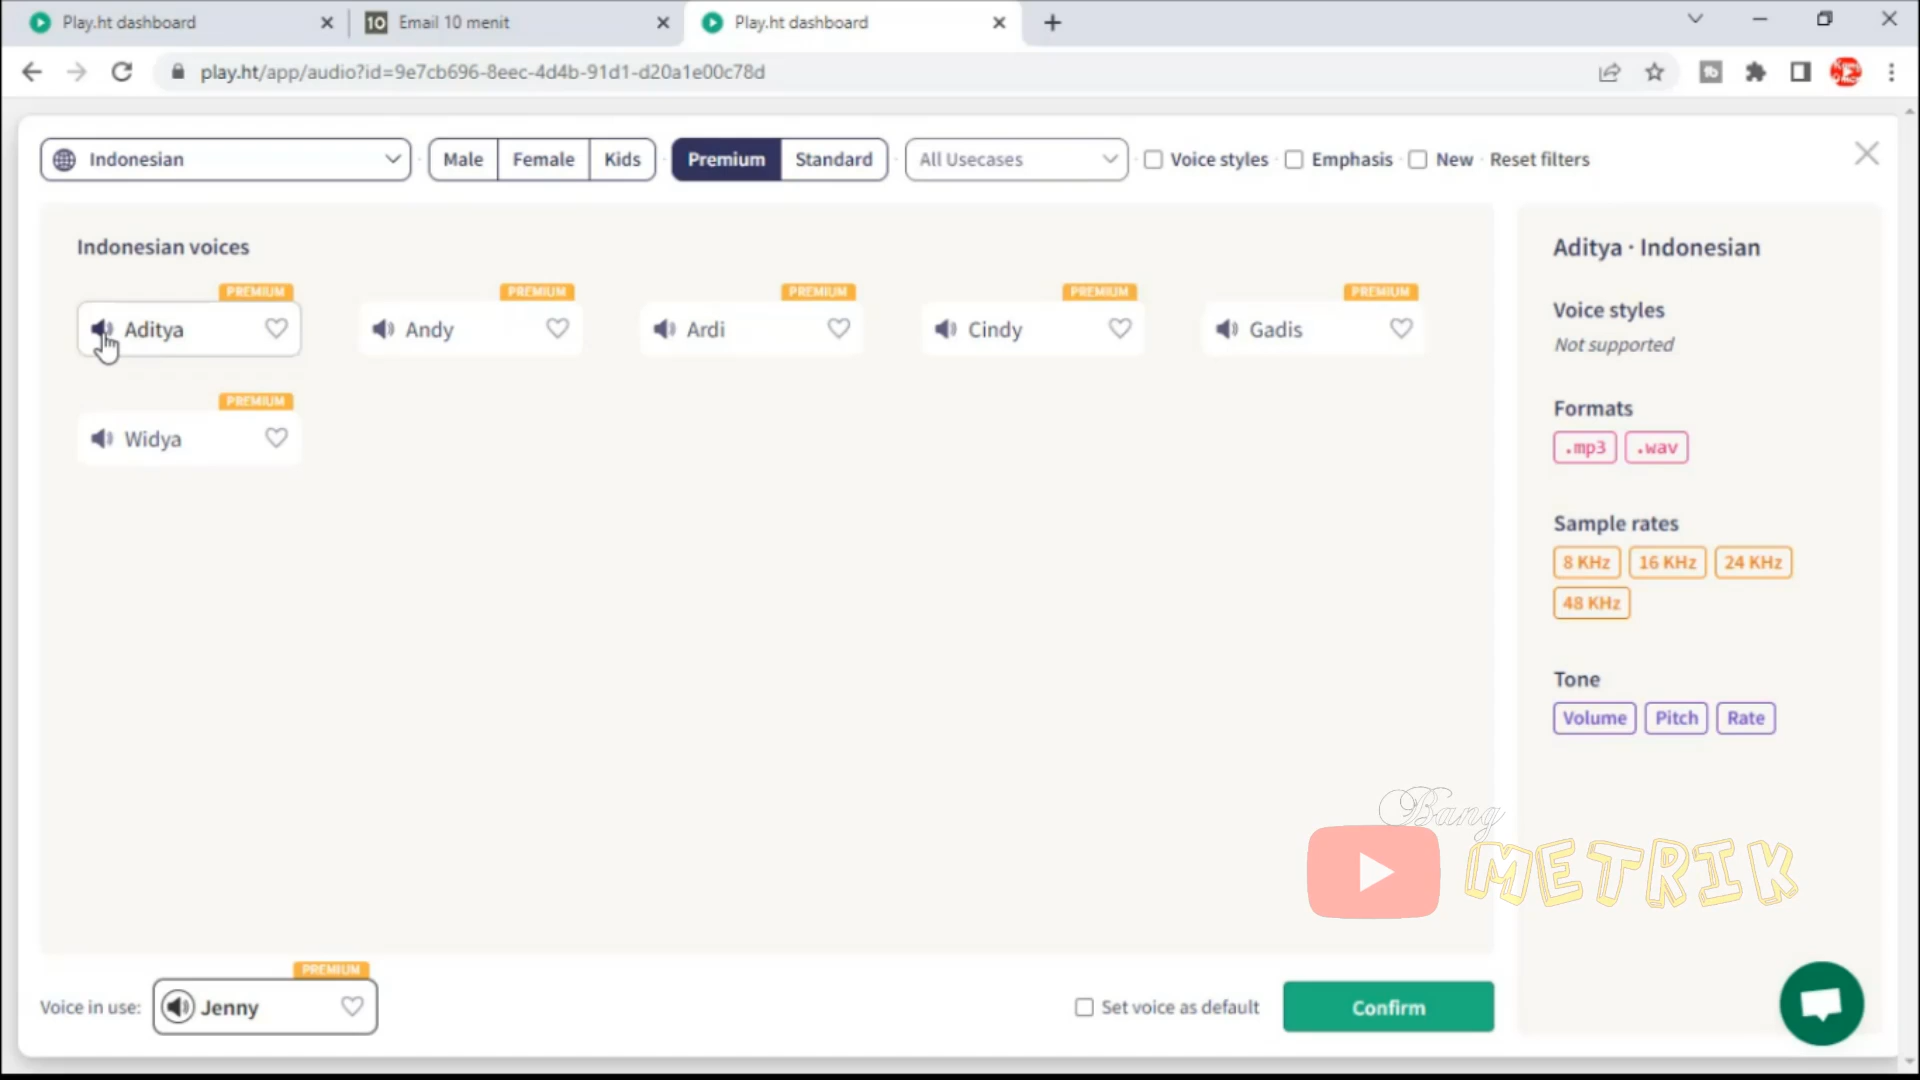 Play.ht dashboard
10 Email 10 menit
Play.ht dashboard
play.ht/app/audio?id=9e7cb696-8eec-4d4b-91d1-d20a1e00c78d
Indonesian
Male Female Kids
Premium Standard
All Usecases
Voice styles
Emphasis
New
Reset filters
Indonesian voices
PREMIUM PREMIUM PREMIUM PREMIUM PREMIUM
Aditya Andy Ardi Cindy Gadis
PREMIUM
Widya
Aditya · Indonesian
Voice styles
Not supported
Formats
.mp3 .wav
Sample rates
8 KHz 16 KHz 24 KHz
48 KHz
Tone
Volume Pitch Rate
Bang
METRIK
PREMIUM
Voice in use: Jenny
Set voice as default
Confirm